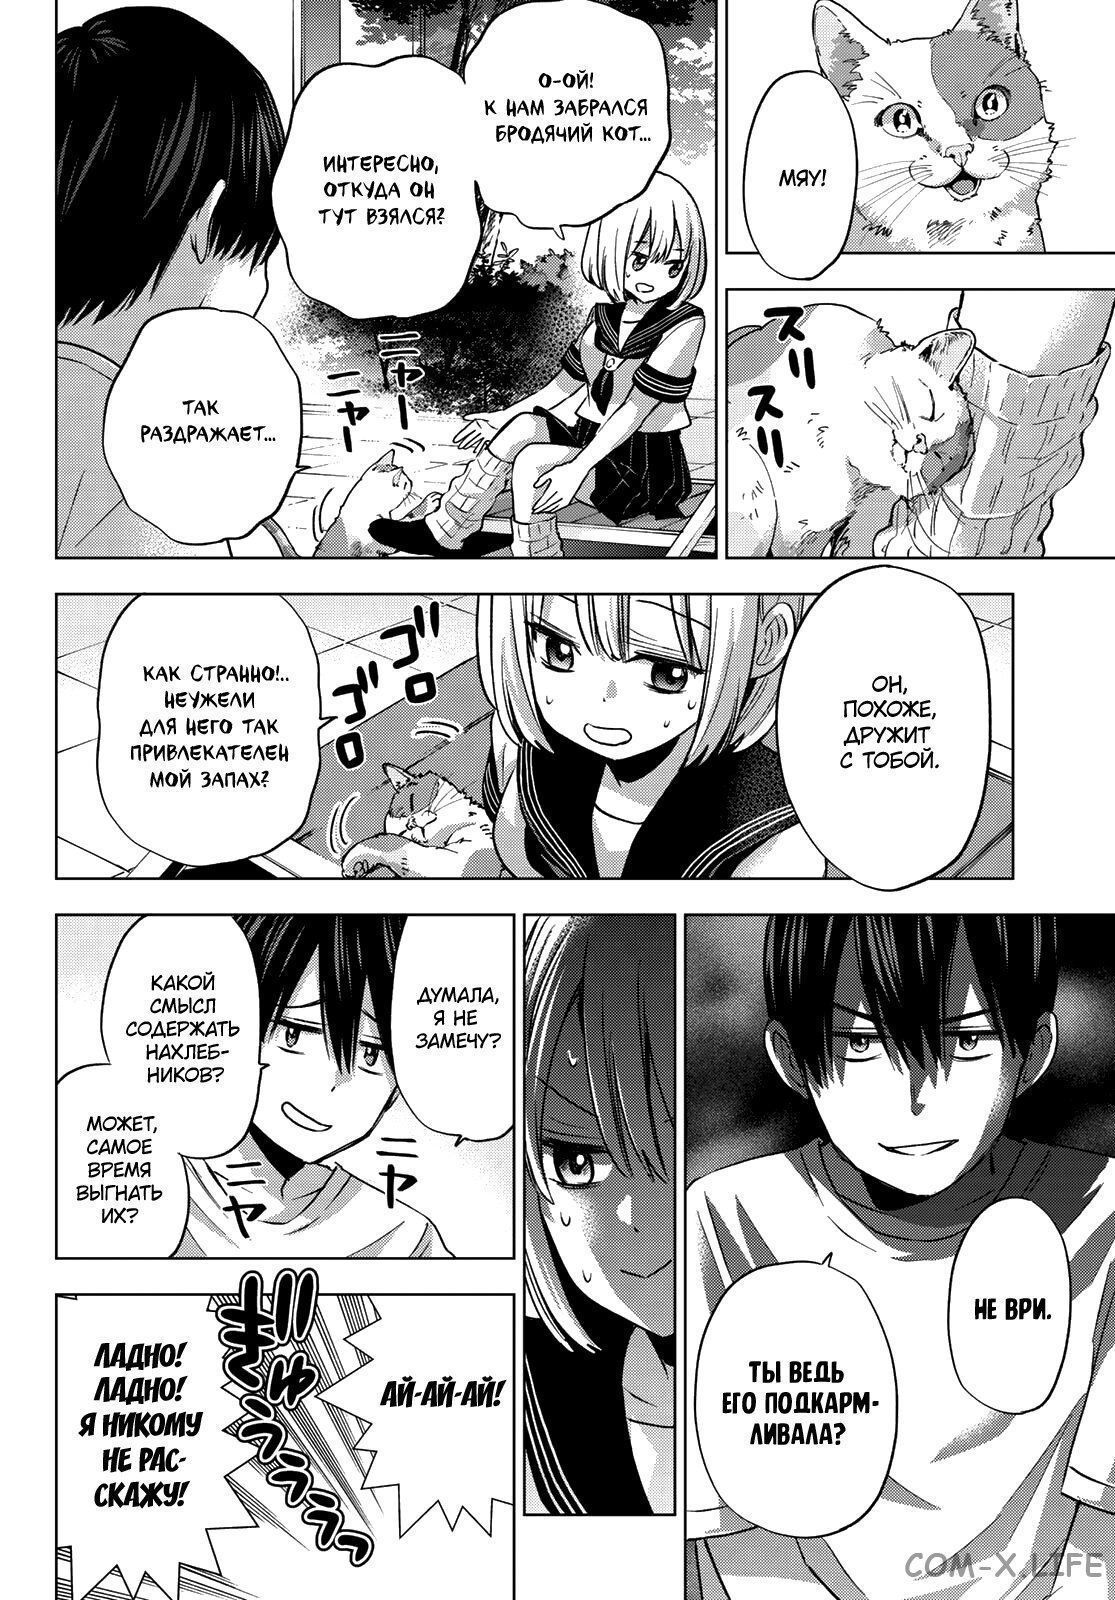 МЯУ!
スリ
スリ
О-ОЙ!
К НАМ ЗАБРАЛСЯ
БРОДЯЧИЙ КОТ...
ИНТЕРЕСНО,
ОТКУДА ОН
ТУТ ВЗЯЛСЯ?
ニャー
ニャー
ТАК
РАЗДРАЖАЕТ...
ОН,
ПОХОЖЕ,
ДРУЖИТ
С ТОБОЙ.
ゴロ
ゴロ
КАК СТРАННО!..
НЕУЖЕЛИ
ДЛЯ НЕГО ТАК
ПРИВЛЕКАТЕЛЕН
МОЙ ЗАПАХ?
НЕ ВРИ.
ТЫ ВЕДЬ
ЕГО ПОДКАРМ-
ЛИВАЛА?
ДУМАЛА,
Я НЕ
ЗАМЕЧУ?
КАКОЙ
СМЫСЛ
СОДЕРЖАТЬ
НАХЛЕБ-
НИКОВ?
МОЖЕТ,
САМОЕ
ВРЕМЯ
ВЫГНАТЬ
ИХ?
ニャ
ニャ
АЙ-АЙ-АЙ!
ぎゅうううっ
ЛАДНО!
ЛАДНО!
Я НИКОМУ
НЕ РАС-
СКАЖУ!
COM-X.LIFE